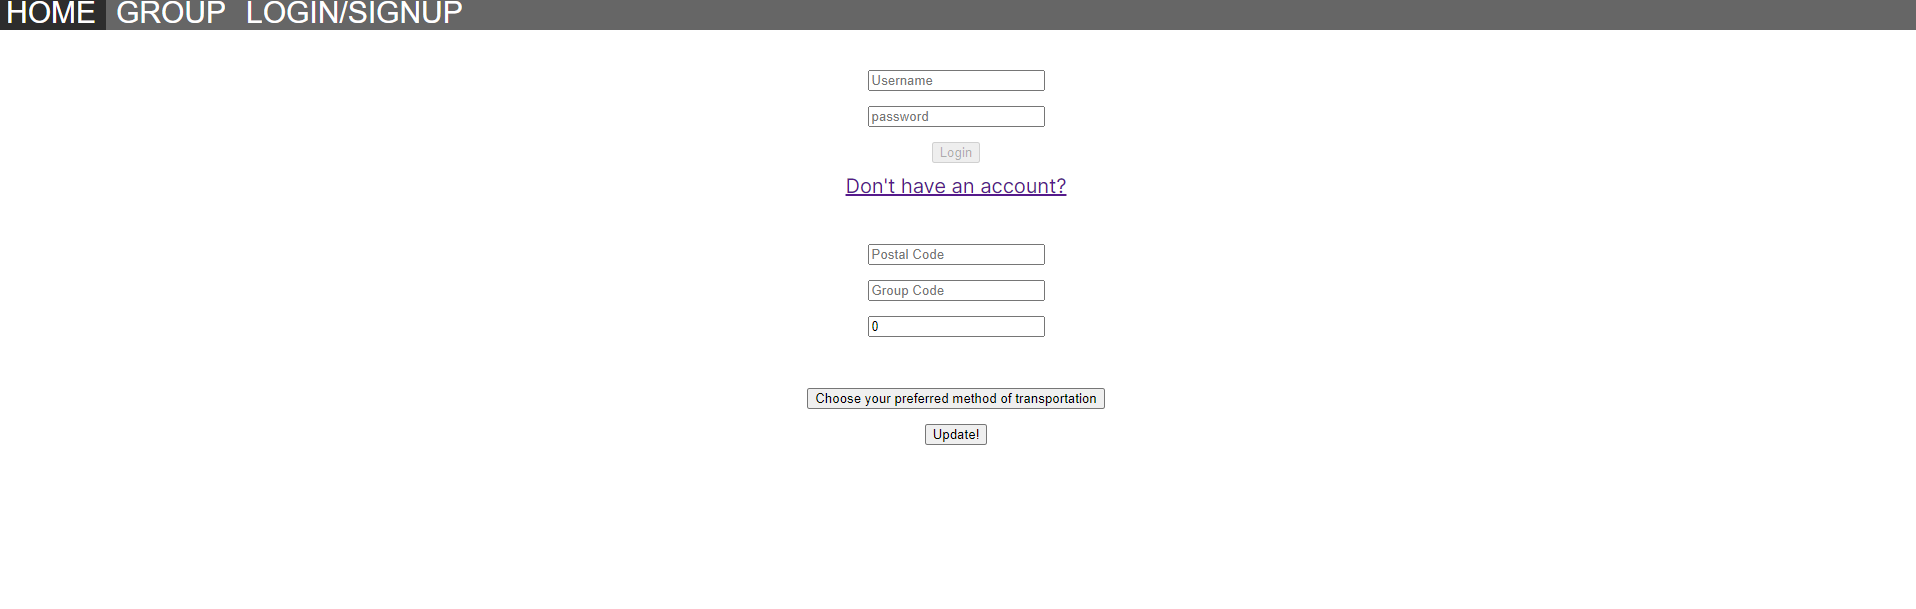 HOME GROUP LOGIN/SIGNUP
Username
password
Login
Don't have an account?
Postal Code
Group Code
0
Choose your preferred method of transportation
Update!